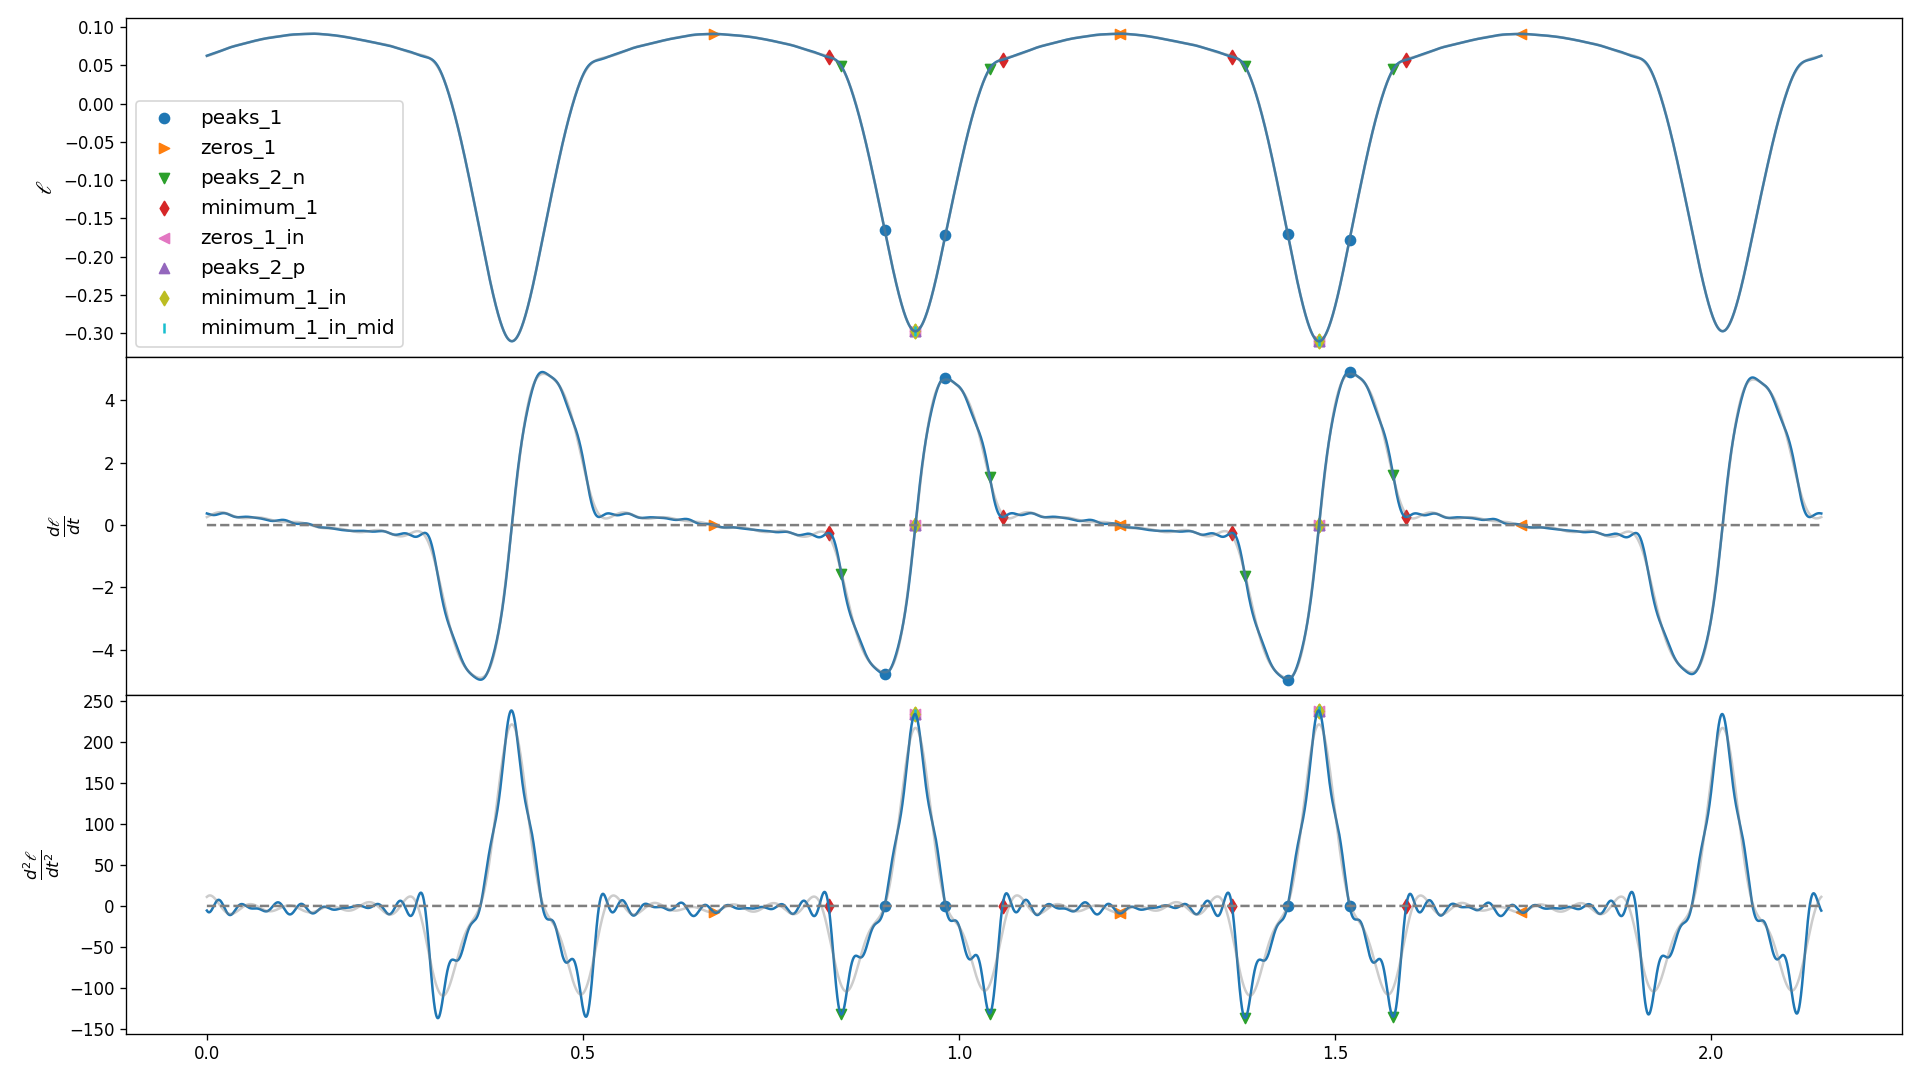 0.10
0.05
0.00
−0.05
−0.10
−0.15
−0.20
−0.25
−0.30
ℓ
peaks_1
zeros_1
peaks_2_n
minimum_1
zeros_1_in
peaks_2_p
minimum_1_in
minimum_1_in_mid
4
2
0
−2
−4
dℓ
dt
250
200
150
100
50
0
−50
−100
−150
d²ℓ
dt²
0.0 0.5 1.0 1.5 2.0